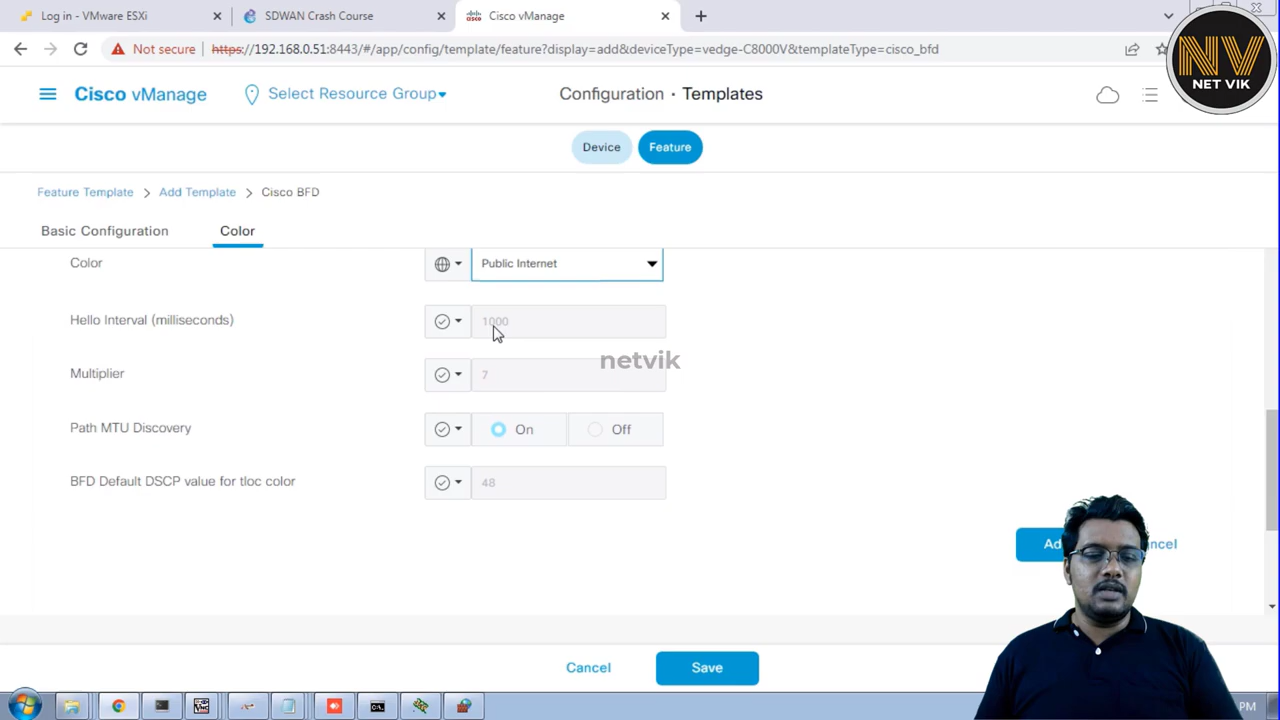 Log in - VMware ESXi
SDWAN Crash Course
Cisco vManage
Not secure
https://192.168.0.51:8443/#/app/config/template/feature?display=add&deviceType=vedge-C8000V&templateType=cisco_bfd
NV
NET VIK
Cisco vManage
Select Resource Group
Configuration · Templates
Device
Feature
Feature Template > Add Template > Cisco BFD
Basic Configuration
Color
Color
Public Internet
Hello Interval (milliseconds)
1000
netvik
Multiplier
7
Path MTU Discovery
On
Off
BFD Default DSCP value for tloc color
48
Cancel
Save
PM